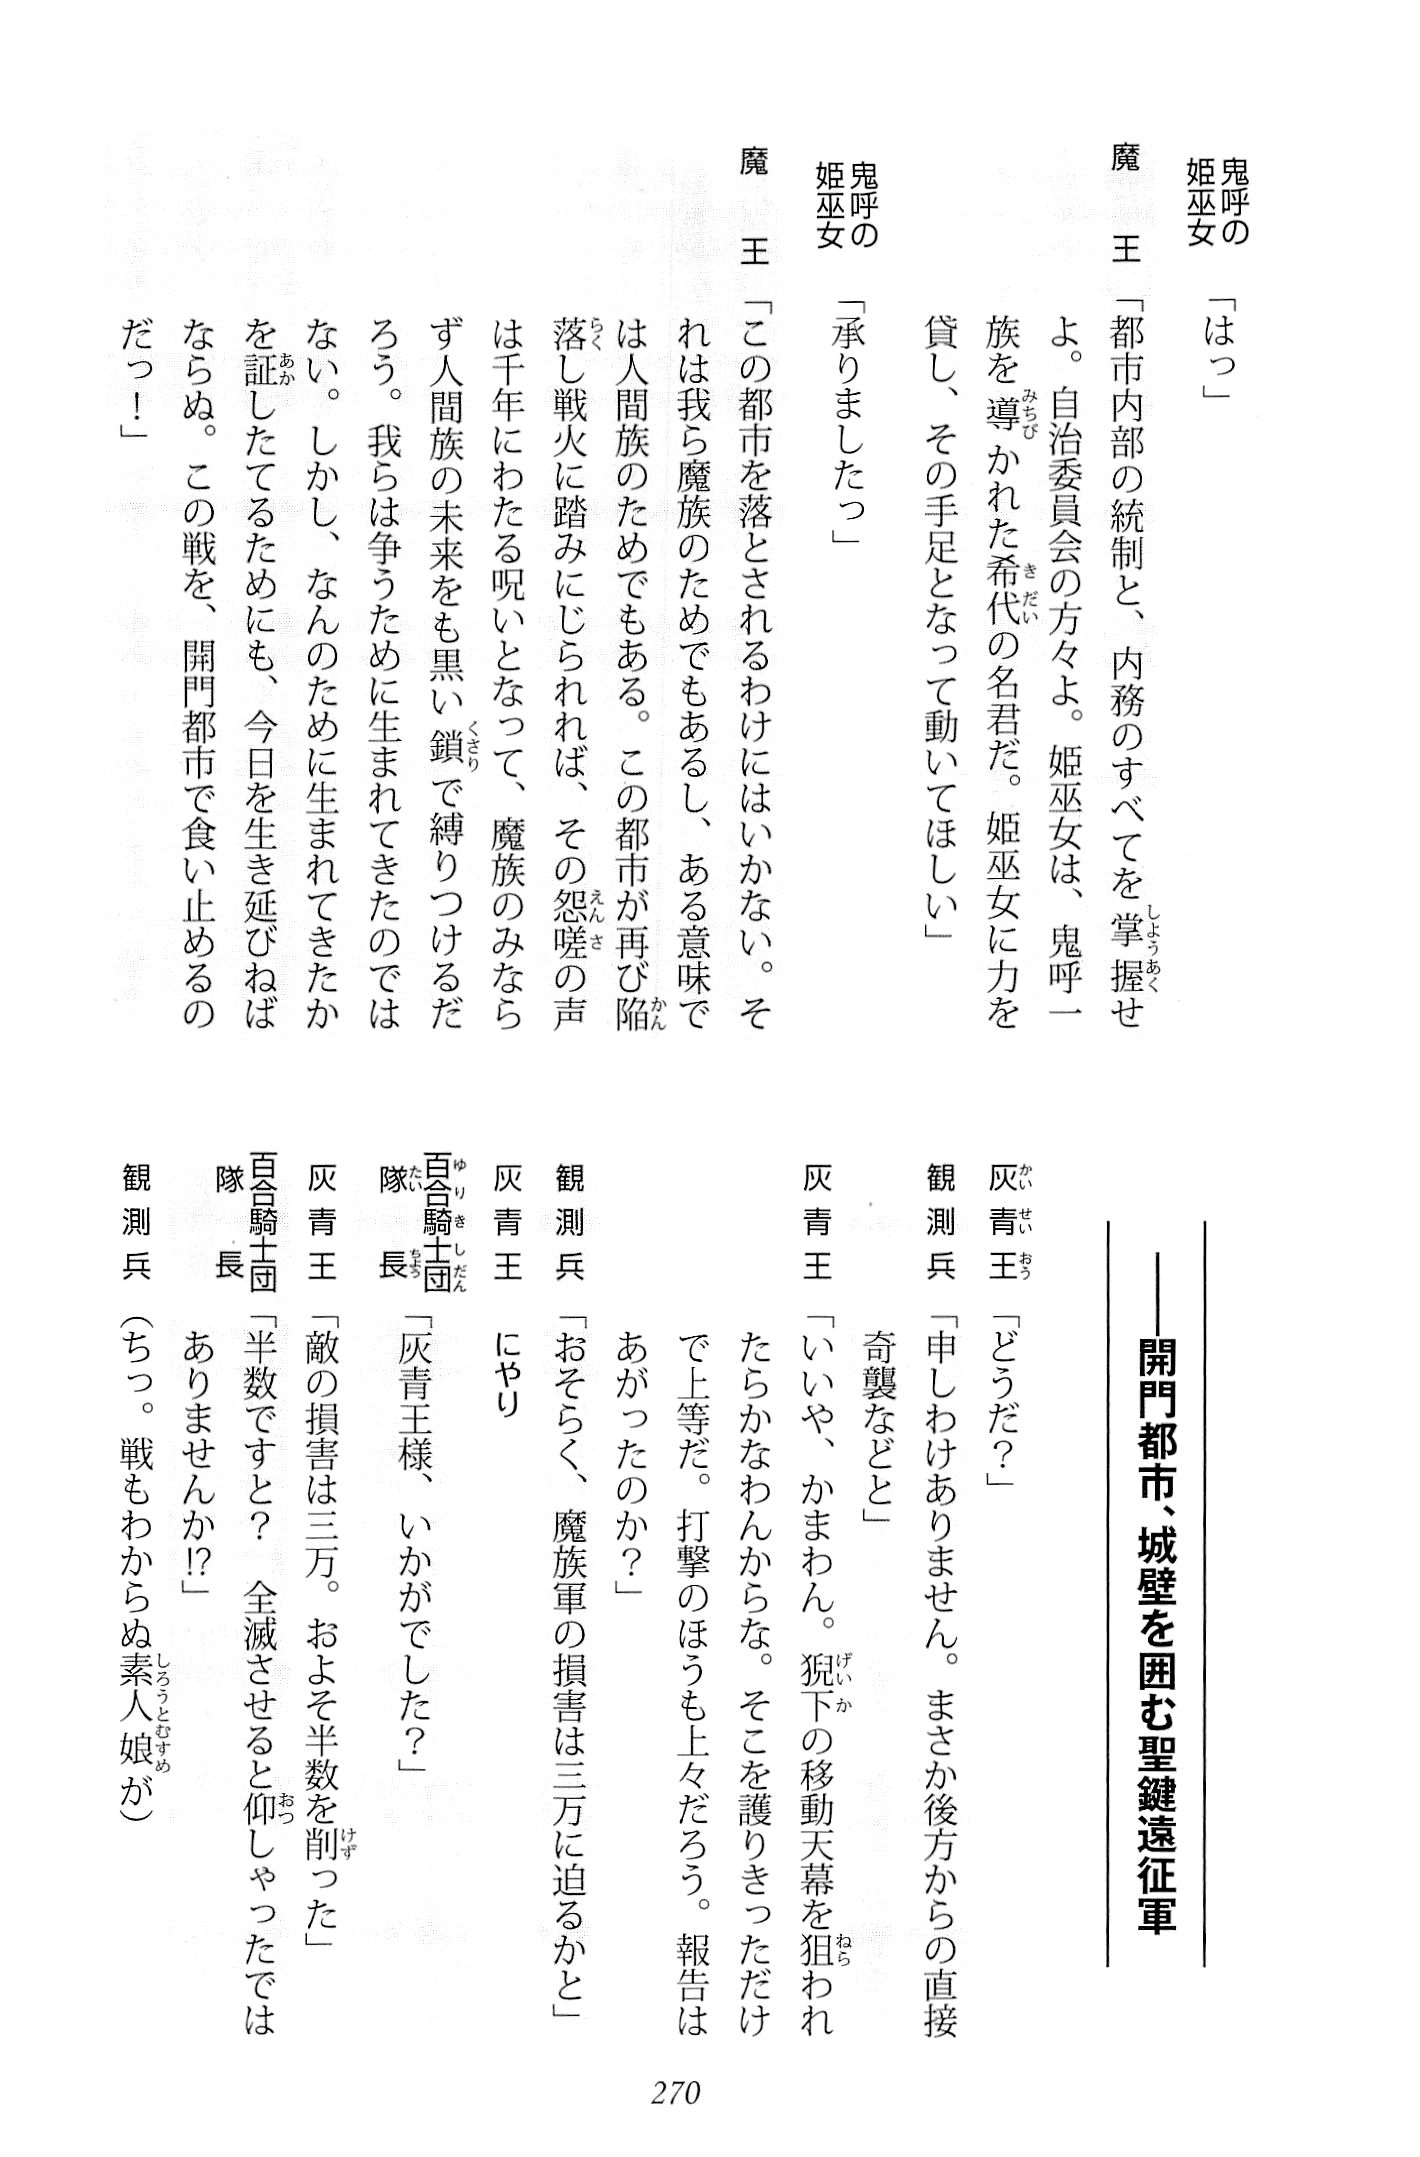 鬼呼の姫巫女「はっ」
魔王「都市内部の統制と、内務のすべてを掌握せ
よ。自治委員会の方々よ。姫巫女は、鬼呼一
族を導かれた希代の名君だ。姫巫女に力を
貸し、その手足となって動いてほしい」
鬼呼の姫巫女「承りましたっ」
魔王「この都市を落とされるわけにはいかない。そ
れは我ら魔族のためでもあるし、ある意味で
は人間族のためでもある。この都市が再び陥
落し戦火に踏みにじられれば、その怨嗟の声
は千年にわたる呪いとなって、魔族のみなら
ず人間族の未来をも黒い鎖で縛りつけるだ
ろう。我らは争うために生まれてきたのでは
ない。しかし、なんのために生まれてきたか
を証したてるためにも、今日を生き延びねば
ならぬ。この戦を、開門都市で食い止めるの
だっ！」
――開門都市、城壁を囲む聖鍵遠征軍
灰青王「どうだ？」
観測兵「申しわけありません。まさか後方からの直接
奇襲などと」
灰青王「いいや、かまわん。猊下の移動天幕を狙われ
たらかなわんからな。そこを護りきっただけ
で上等だ。打撃のほうも上々だろう。報告は
あがったのか？」
観測兵「おそらく、魔族軍の損害は三万に迫るかと」
灰青王 にやり
百合騎士団隊長「灰青王様、いかがでした？」
灰青王「敵の損害は三万。およそ半数を削った」
百合騎士団隊長「半数ですと？　全滅させると仰しゃったでは
ありませんか!?」
観測兵（ちっ。戦もわからぬ素人娘が）
270